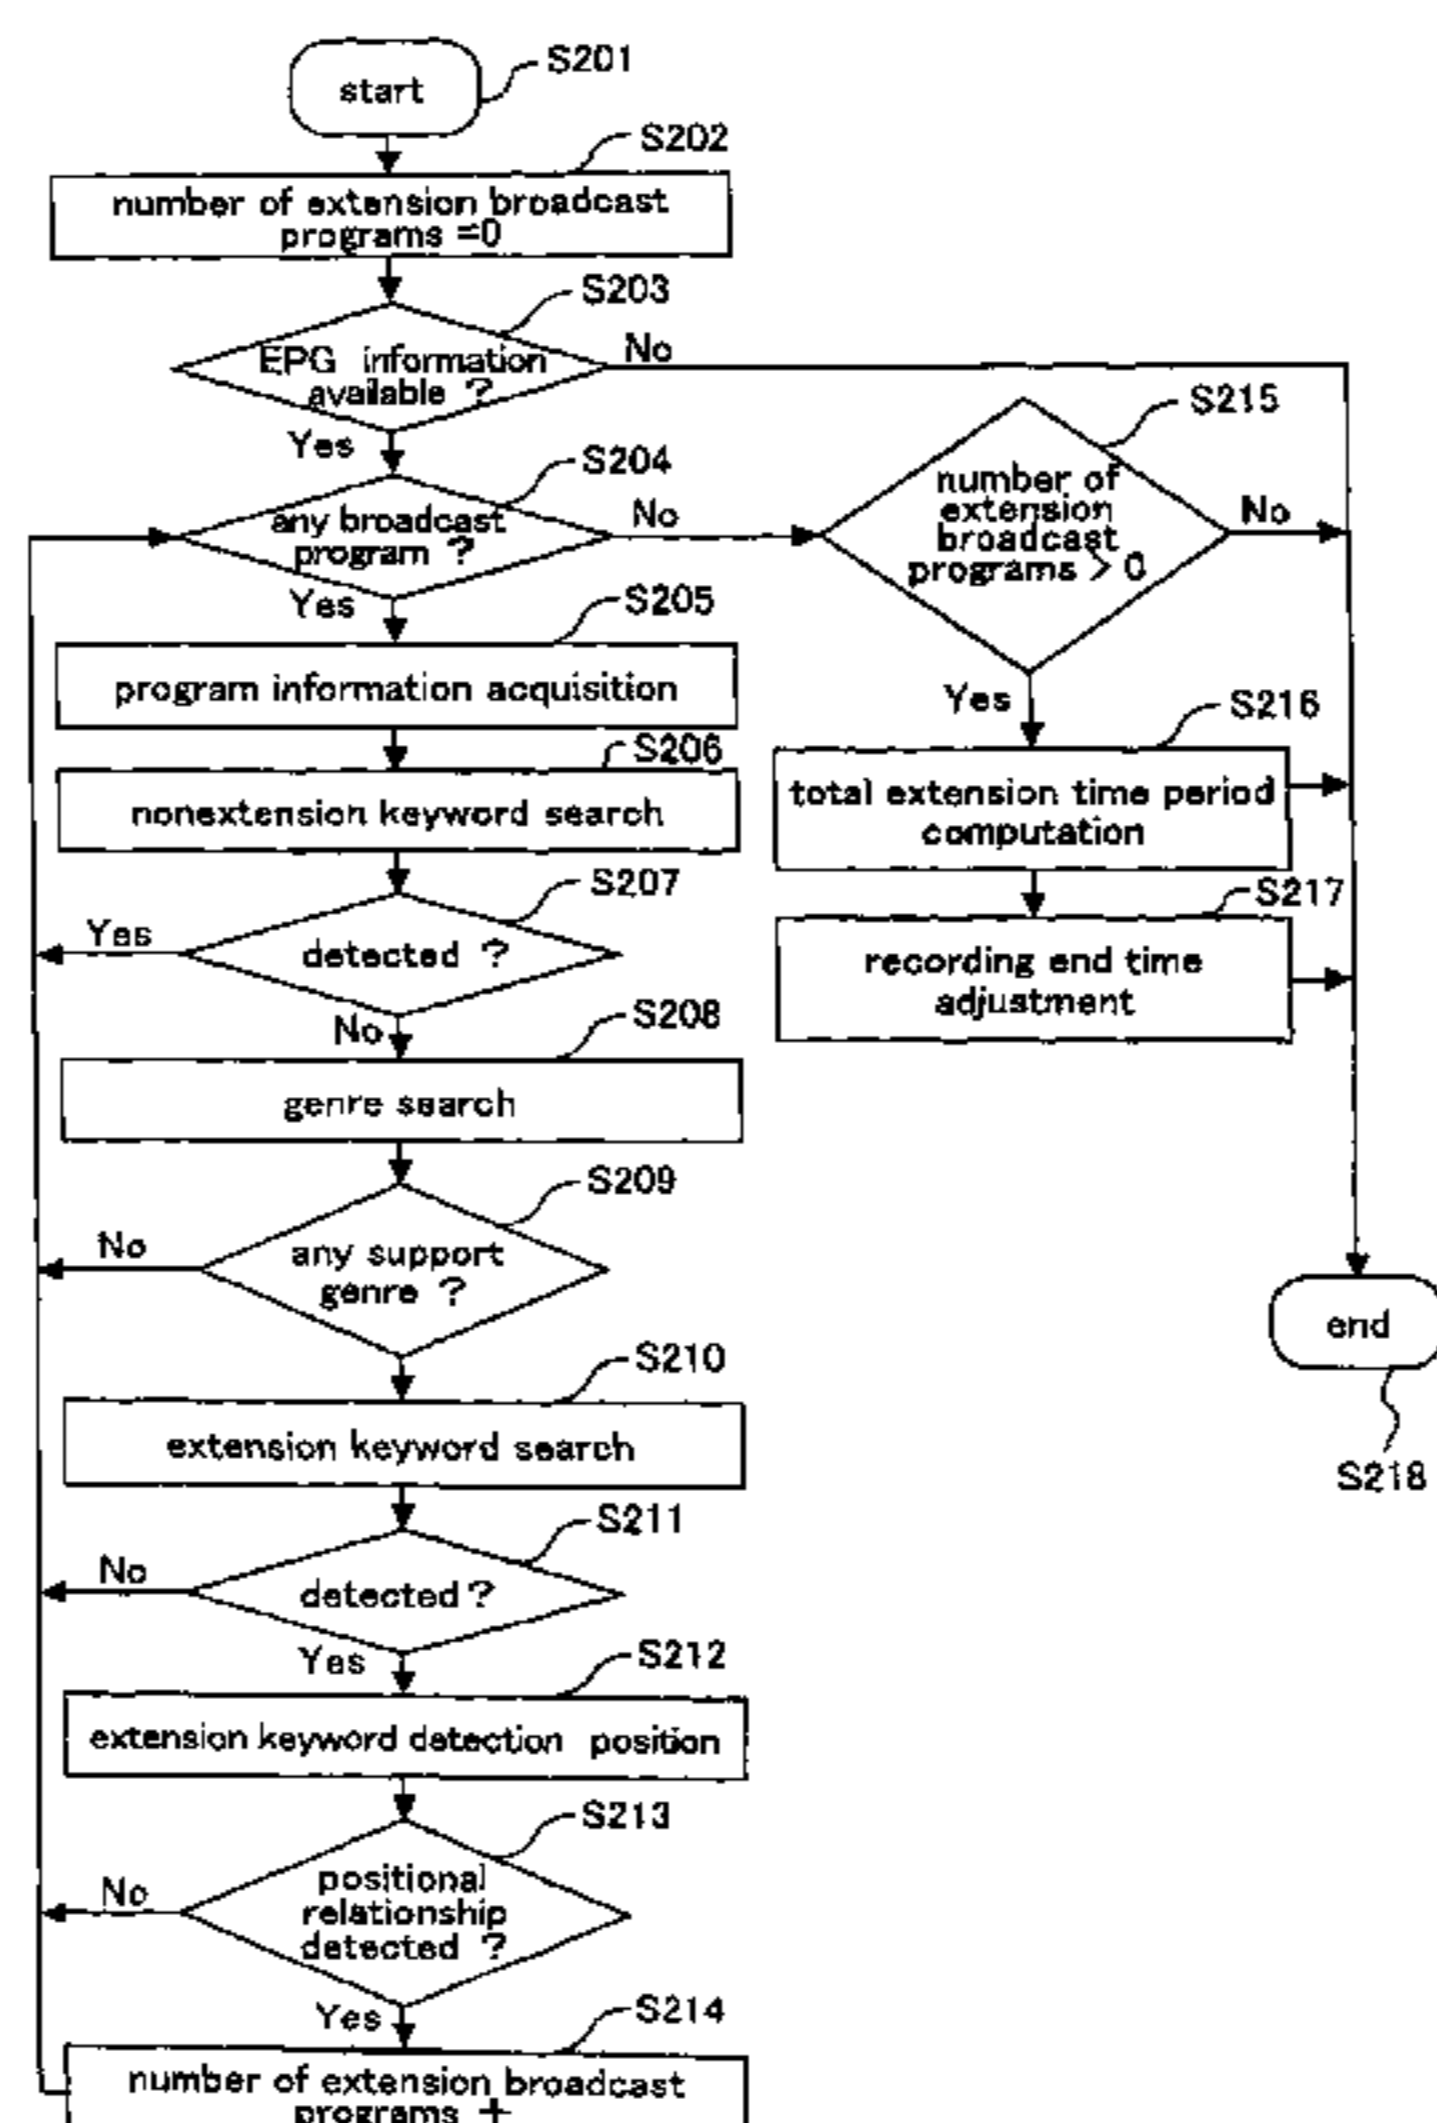 start
S201
S202
number of extension broadcast
programs =0
S203
EPG information
available ?
No
Yes
S204
any broadcast
program ?
No
S215
number of
extension
broadcast
programs > 0
No
Yes
S205
program information acquisition
Yes
S216
total extension time period
computation
S206
nonextension keyword search
S217
recording end time
adjustment
S207
detected ?
Yes
No
S208
genre search
S209
any support
genre ?
No
end
S218
S210
extension keyword search
S211
detected ?
No
Yes
S212
extension keyword detection position
S213
positional
relationship
detected ?
No
Yes
S214
number of extension broadcast
programs +